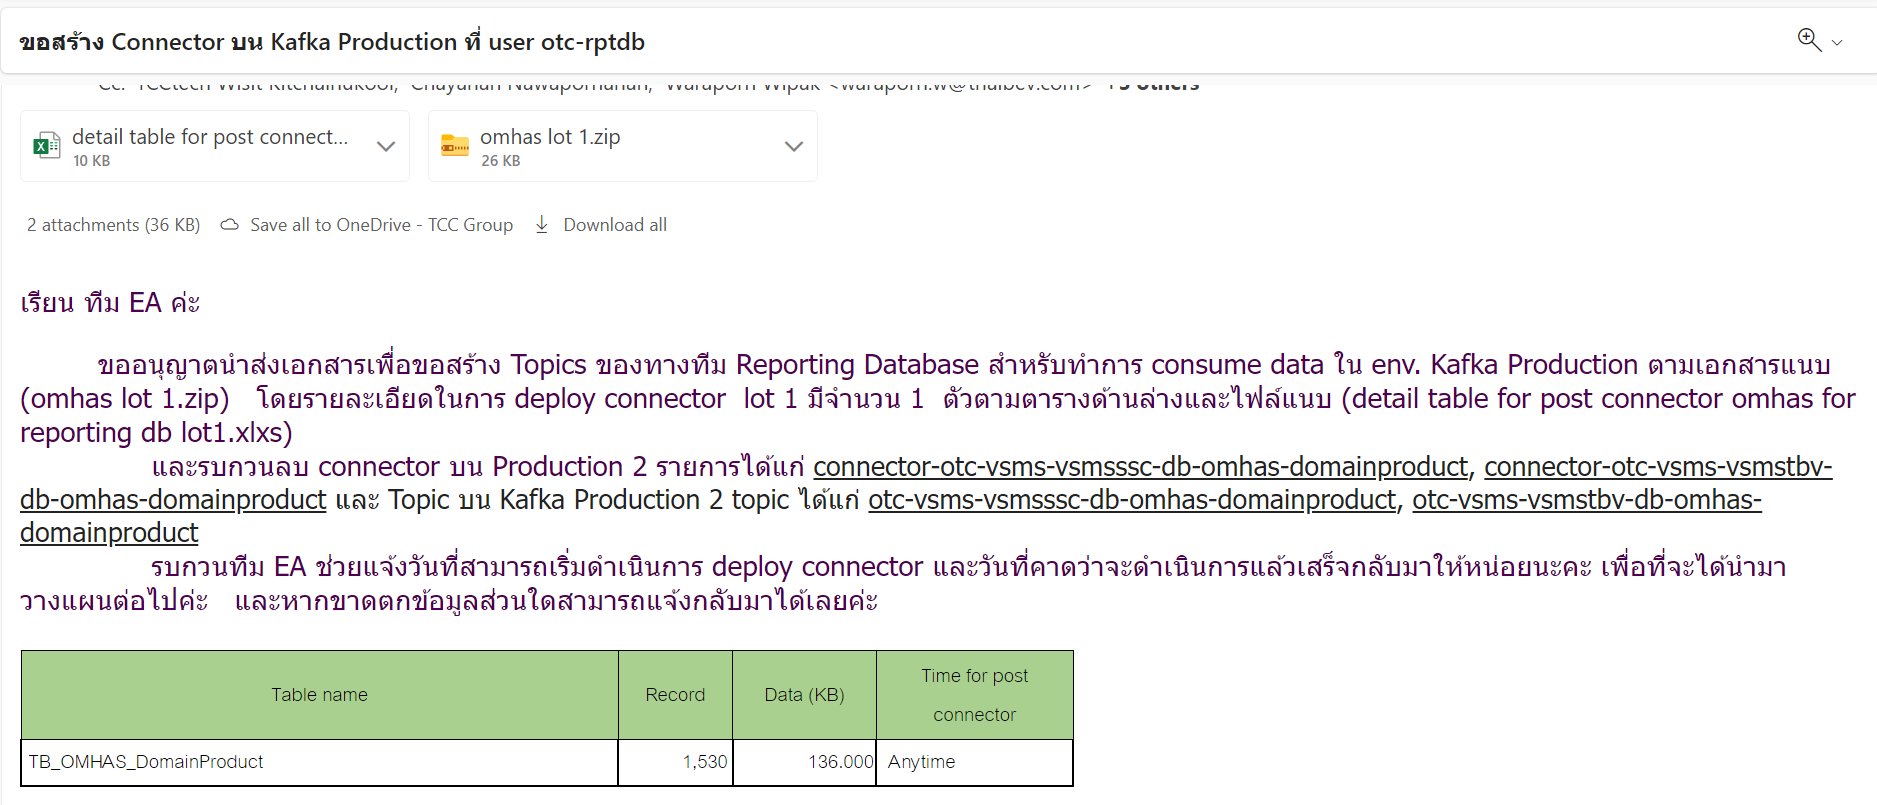 ขอสร้าง Connector บน Kafka Production ที่ user otc-rptdb
Cc: TCCtech Wisit Kitchaindkool; Chayanan Nawapornanan; Waraporn Wipak <waraporn.w@thaibev.com> +5 others
detail table for post connect...
10 KB
omhas lot 1.zip
26 KB
2 attachments (36 KB) Save all to OneDrive - TCC Group Download all
เรียน ทีม EA ค่ะ
ขออนุญาตนำส่งเอกสารเพื่อขอสร้าง Topics ของทางทีม Reporting Database สำหรับทำการ consume data ใน env. Kafka Production ตามเอกสารแนบ
(omhas lot 1.zip) โดยรายละเอียดในการ deploy connector lot 1 มีจำนวน 1 ตัวตามตารางด้านล่างและไฟล์แนบ (detail table for post connector omhas for
reporting db lot1.xlxs)
และรบกวนลบ connector บน Production 2 รายการได้แก่ connector-otc-vsms-vsmsssc-db-omhas-domainproduct, connector-otc-vsms-vsmstbv-
db-omhas-domainproduct และ Topic บน Kafka Production 2 topic ได้แก่ otc-vsms-vsmsssc-db-omhas-domainproduct, otc-vsms-vsmstbv-db-omhas-
domainproduct
รบกวนทีม EA ช่วยแจ้งวันที่สามารถเริ่มดำเนินการ deploy connector และวันที่คาดว่าจะดำเนินการแล้วเสร็จกลับมาให้หน่อยนะคะ เพื่อที่จะได้นำมา
วางแผนต่อไปค่ะ และหากขาดตกข้อมูลส่วนใดสามารถแจ้งกลับมาได้เลยค่ะ
Table name Record Data (KB) Time for post
connector
TB_OMHAS_DomainProduct 1,530 136.000 Anytime